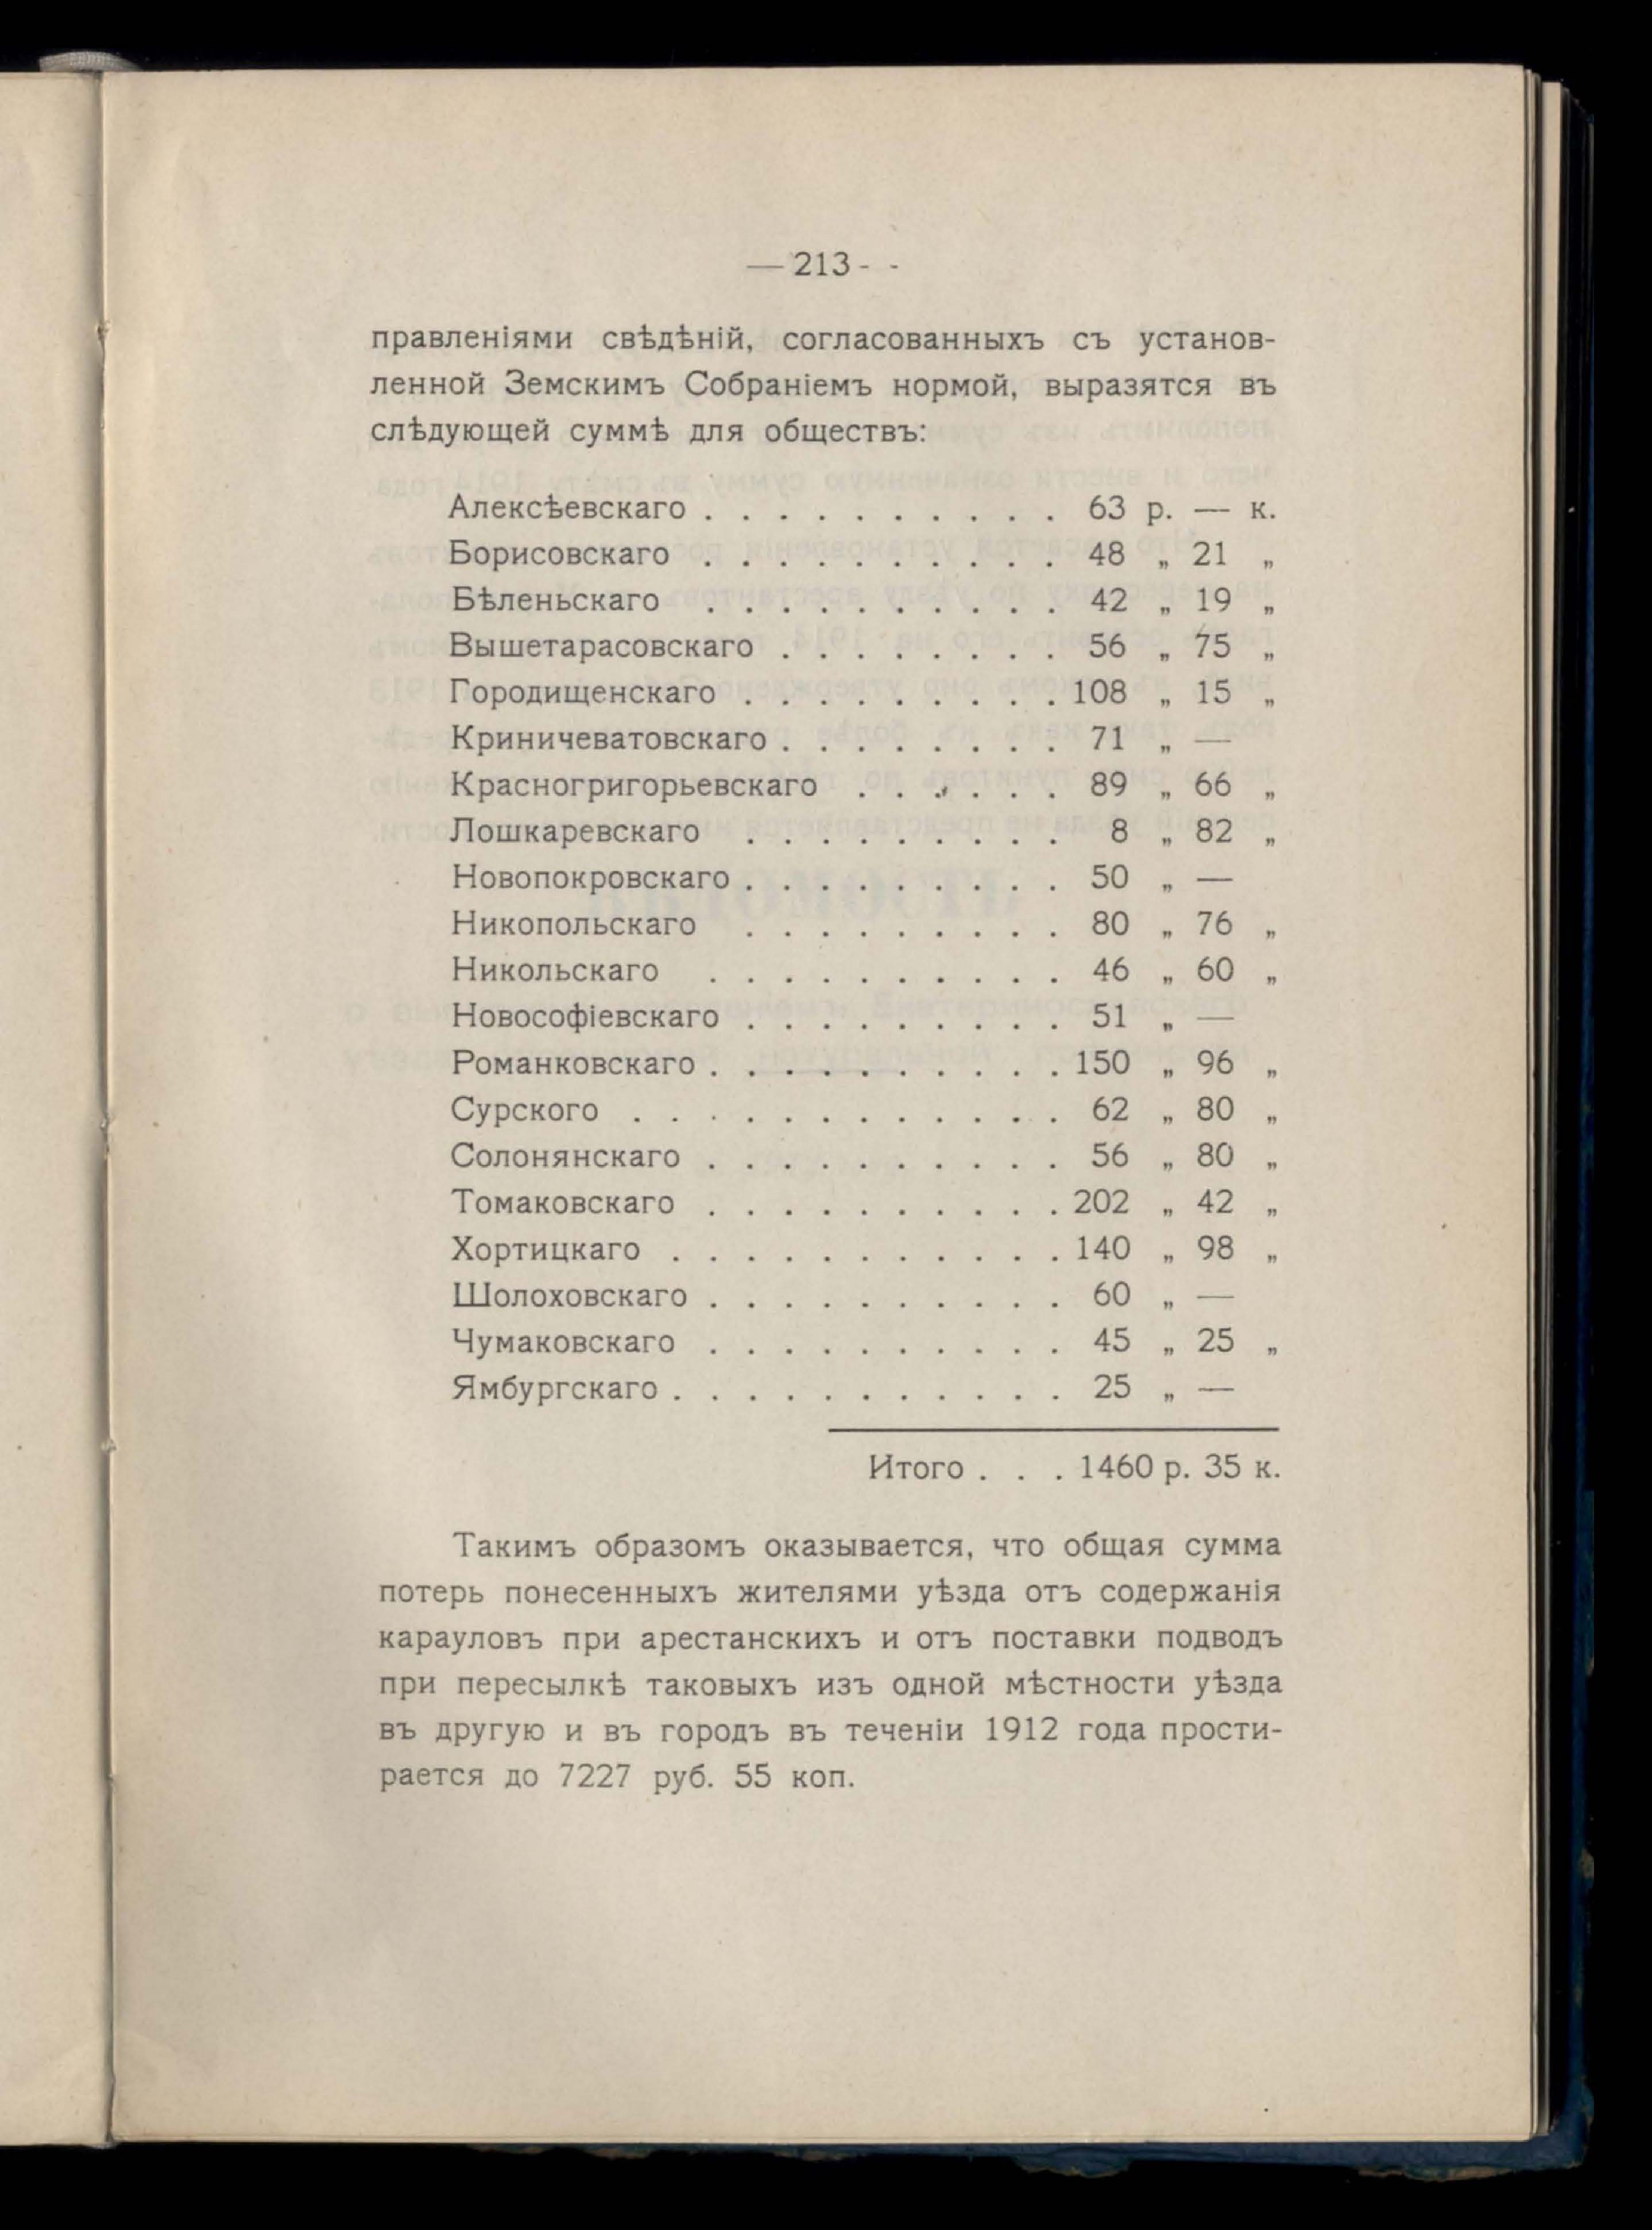 —213- -
правленіями свѣдѣній, согласованныхъ съ установ-
ленной Земскимъ Собраніемъ нормой, выразятся въ
слѣдующей суммѣ для обществъ:
Алексѣевскаго . . . . . . . . . . 63 р. — к.
Борисовскаго . . . . . . . . . . 48 „ 21 „
Бѣленьскаго . . . . . . . . . . 42 „ 19 „
Вышетарасовскаго . . . . . . . . 56 „ 75 „
Городищенскаго . . . . . . . . . 108 „ 15 „
Криничеватовскаго . . . . . . . . 71 „ —
Красногригорьевскаго . . . . . . 89 „ 66 „
Лошкаревскаго . . . . . . . . . 8 „ 82 „
Новопокровскаго . . . . . . . . . 50 „ —
Никопольскаго . . . . . . . . . 80 „ 76 „
Никольскаго . . . . . . . . . . 46 „ 60 „
Новософіевскаго . . . . . . . . . 51 „ —
Романковскаго . . . . . . . . . . 150 „ 96 „
Сурского . . . . . . . . . . . . 62 „ 80 „
Солонянскаго . . . . . . . . . . 56 „ 80 „
Томаковскаго . . . . . . . . . . 202 „ 42 „
Хортицкаго . . . . . . . . . . . 140 „ 98 „
Шолоховскаго . . . . . . . . . . 60 „ —
Чумаковскаго . . . . . . . . . . 45 „ 25 „
Ямбургскаго . . . . . . . . . . . 25 „ —
Итого . . . 1460 р. 35 к.
Такимъ образомъ оказывается, что общая сумма
потерь понесенныхъ жителями уѣзда отъ содержанія
карауловъ при арестанскихъ и отъ поставки подводъ
при пересылкѣ таковыхъ изъ одной мѣстности уѣзда
въ другую и въ городъ въ теченіи 1912 года прости-
рается до 7227 руб. 55 коп.